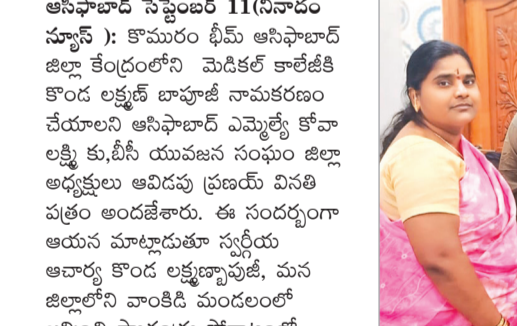 ఆసిఫాబాద్ సెప్టెంబర్ 11(నినాదం
న్యూస్ ): కొమురం భీమ్ ఆసిఫాబాద్
జిల్లా కేంద్రంలోని మెడికల్ కాలేజీకి
కొండ లక్ష్మణ్ బాపూజీ నామకరణం
చేయాలని ఆసిఫాబాద్ ఎమ్మెల్యే కోవా
లక్ష్మి కు,బీసీ యువజన సంఘం జిల్లా
అధ్యక్షులు ఆవిడపు ప్రణయ్ వినతి
పత్రం అందజేశారు. ఈ సందర్బంగా
ఆయన మాట్లాడుతూ స్వర్గీయ
ఆచార్య కొండ లక్ష్మణ్బాపుజీ, మన
జిల్లాలోని వాంకిడి మండలంలో